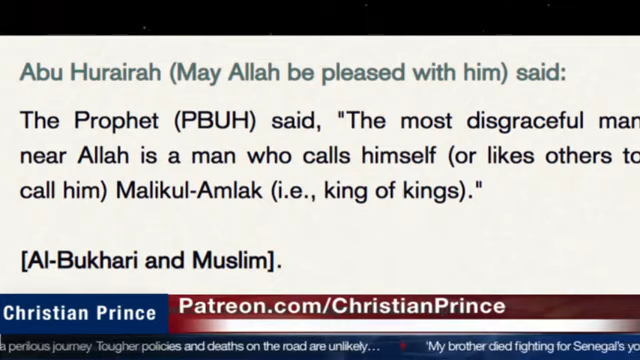 Abu Hurairah (May Allah be pleased with him) said:
The Prophet (PBUH) said, "The most disgraceful man
near Allah is a man who calls himself (or likes others to
call him) Malikul-Amlak (i.e., king of kings)."
[Al-Bukhari and Muslim].
Christian Prince
Patreon.com/ChristianPrince
a perilous journey Tougher policies and deaths on the road are unlikely... 'My brother died fighting for Senegal's